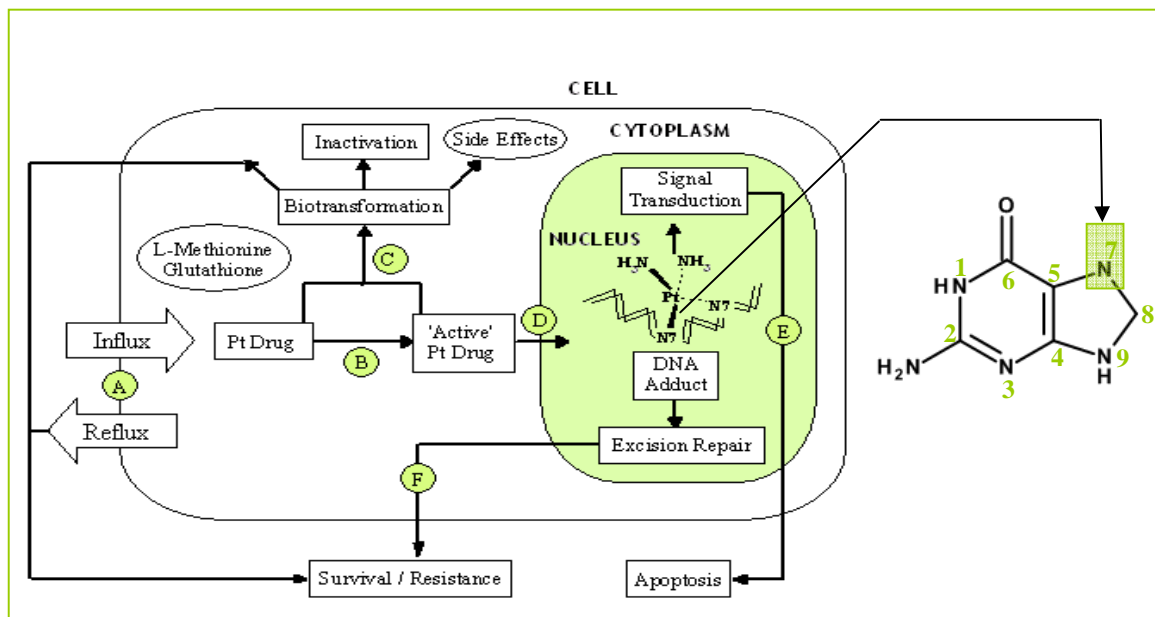 CELL
CYTOPLASM
Inactivation
Side Effects
Signal
Transduction
Biotransformation
NUCLEUS
L-Methionine
Glutathione
C
H3N
NH3
Pt
N7
N7
Influx
Pt Drug
B
'Active'
Pt Drug
D
E
DNA
Adduct
A
Reflux
Excision Repair
F
Survival / Resistance
Apoptosis
O
HN
1
6
5
N
7
8
2
4
H2N
N
3
N
H
9